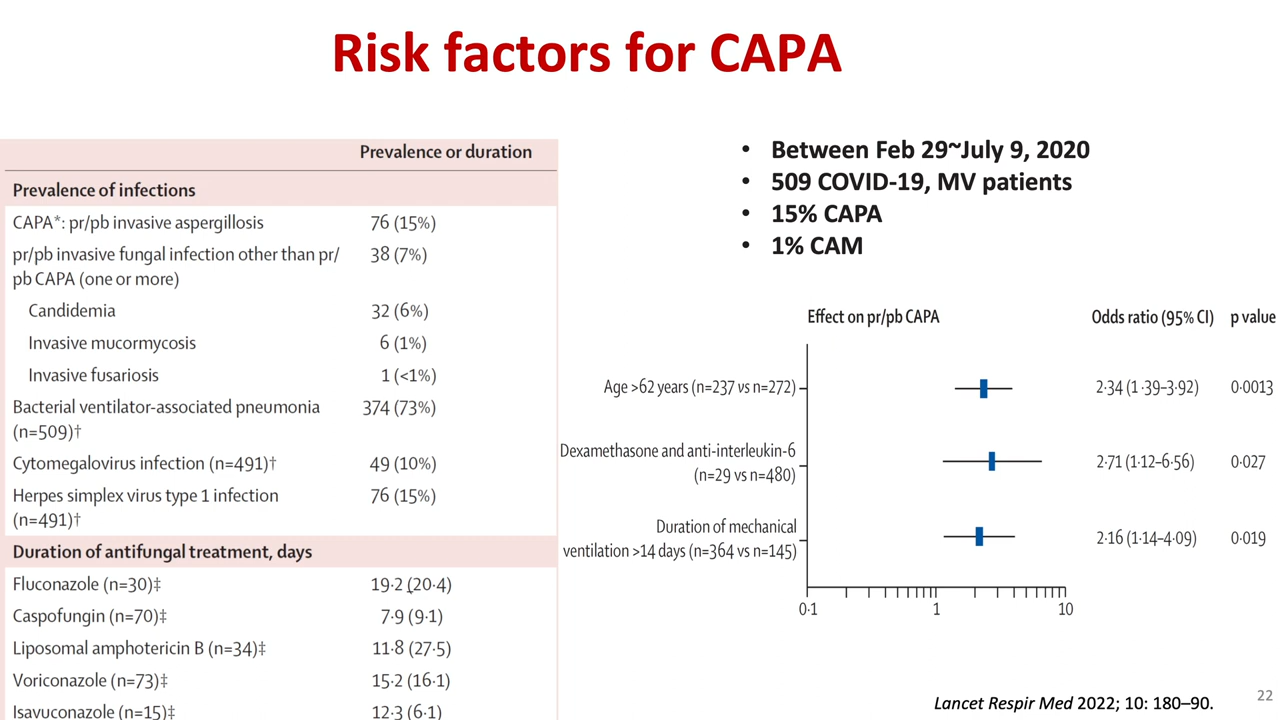 Risk factors for CAPA
Prevalence or duration
Prevalence of infections
CAPA*: pr/pb invasive aspergillosis 76 (15%)
pr/pb invasive fungal infection other than pr/ 38 (7%)
pb CAPA (one or more)
Candidemia 32 (6%)
Invasive mucormycosis 6 (1%)
Invasive fusariosis 1 (<1%)
Bacterial ventilator-associated pneumonia 374 (73%)
(n=509)†
Cytomegalovirus infection (n=491)† 49 (10%)
Herpes simplex virus type 1 infection 76 (15%)
(n=491)†
Duration of antifungal treatment, days
Fluconazole (n=30)‡ 19·2 (20·4)
Caspofungin (n=70)‡ 7·9 (9·1)
Liposomal amphotericin B (n=34)‡ 11·8 (27·5)
Voriconazole (n=73)‡ 15·2 (16·1)
Isavuconazole (n=15)‡ 12·3 (6·1)
• Between Feb 29~July 9, 2020
• 509 COVID-19, MV patients
• 15% CAPA
• 1% CAM
Effect on pr/pb CAPA Odds ratio (95% CI) p value
Age >62 years (n=237 vs n=272) 2·34 (1·39–3·92) 0·0013
Dexamethasone and anti-interleukin-6
(n=29 vs n=480) 2·71 (1·12–6·56) 0·027
Duration of mechanical
ventilation >14 days (n=364 vs n=145) 2·16 (1·14–4·09) 0·019
0·1 1 10
Lancet Respir Med 2022; 10: 180–90.
22